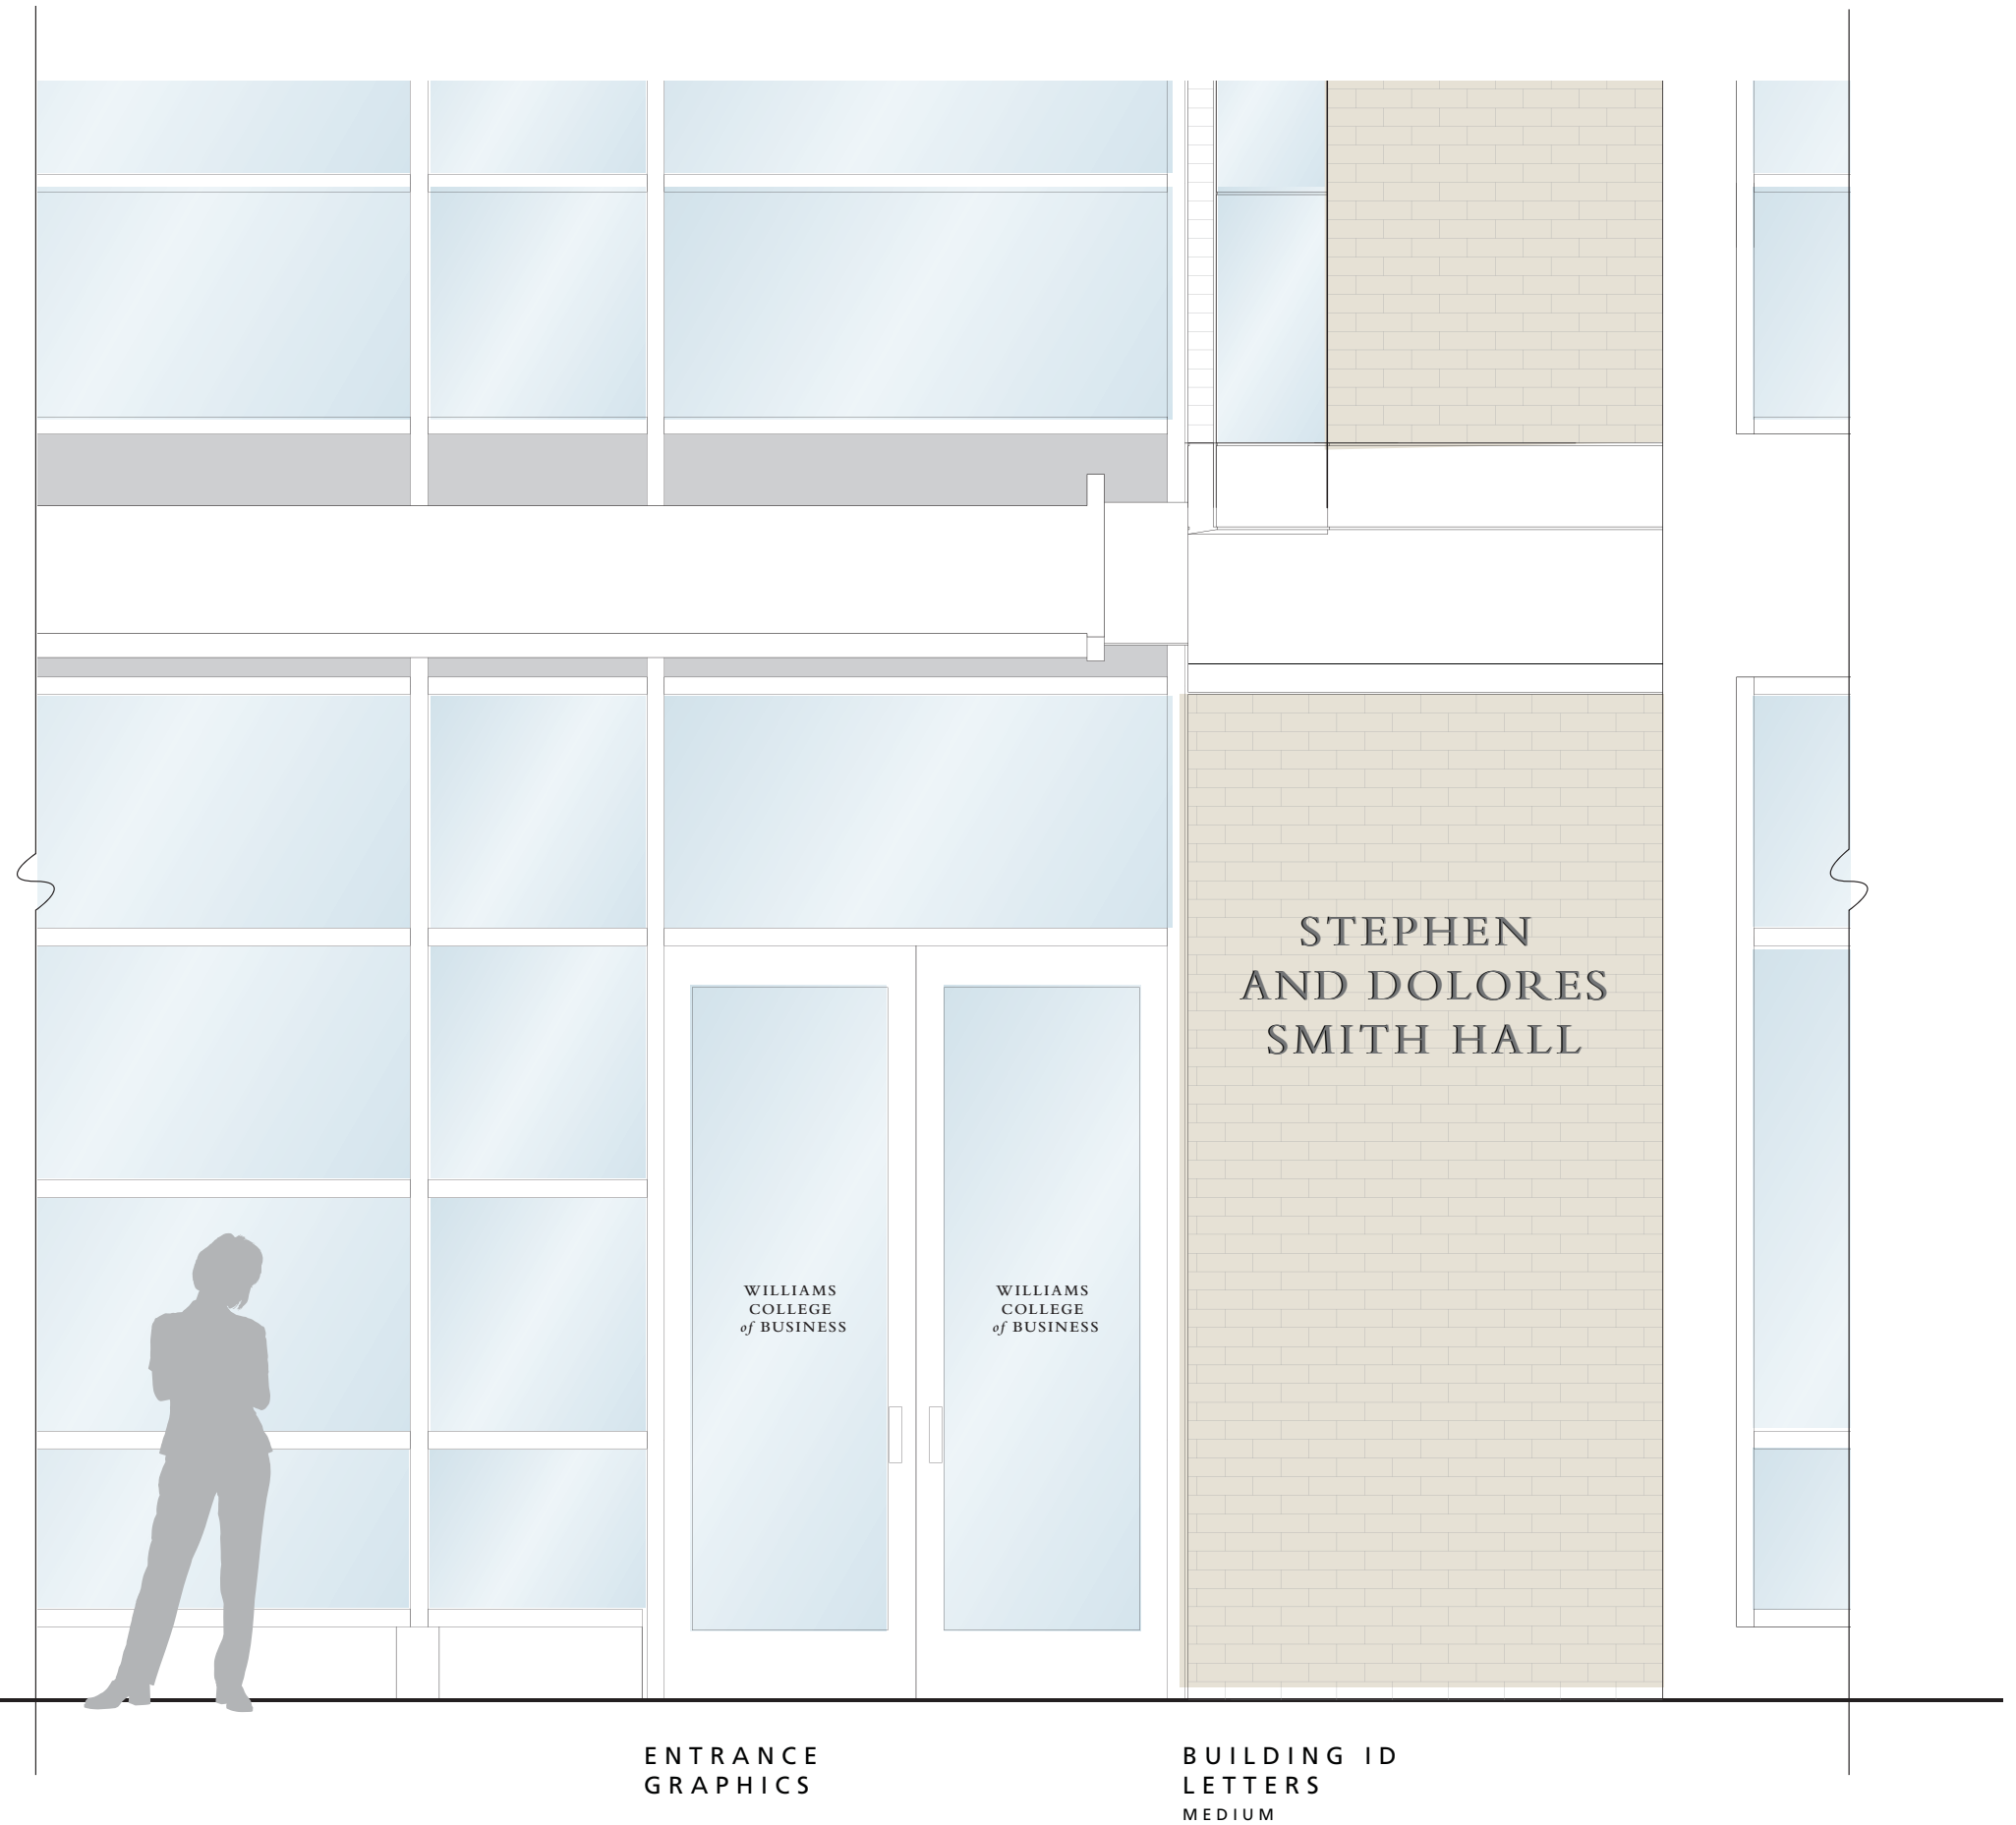 STEPHEN
AND DOLORES
SMITH HALL
WILLIAMS
COLLEGE
of BUSINESS
WILLIAMS
COLLEGE
of BUSINESS
ENTRANCE
GRAPHICS
BUILDING ID
LETTERS
MEDIUM